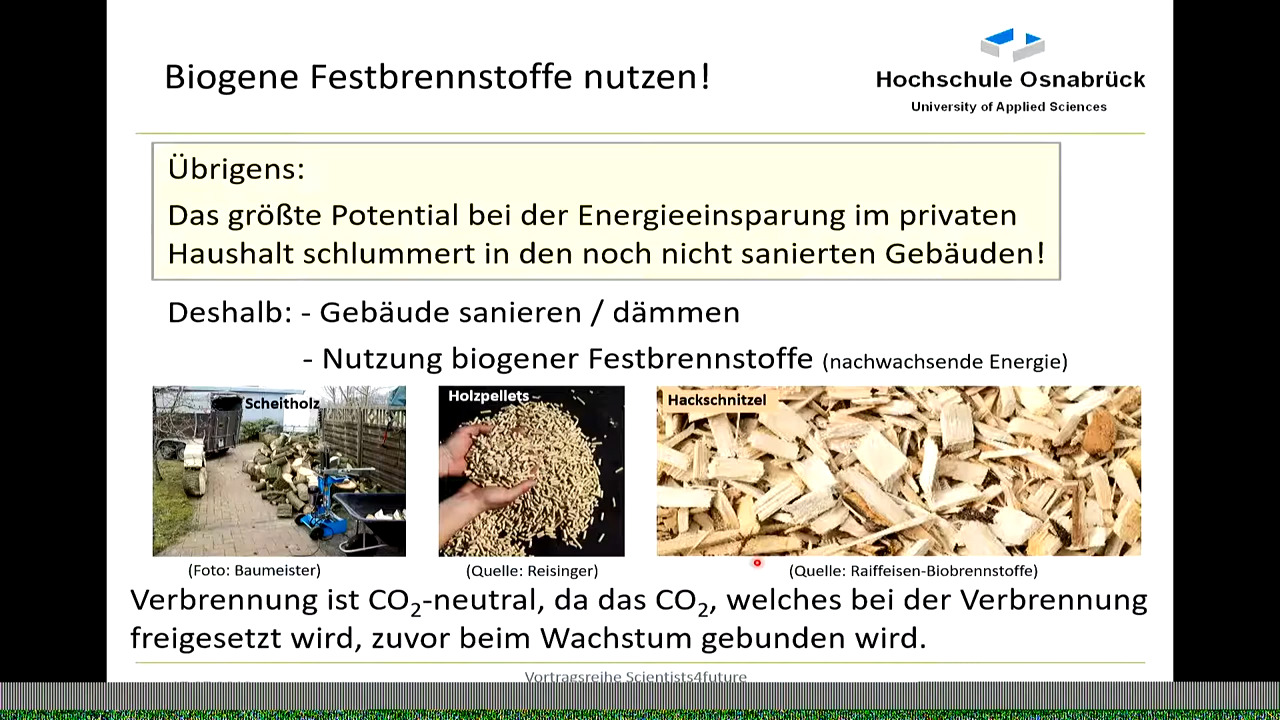 Biogene Festbrennstoffe nutzen!
Hochschule Osnabrück
University of Applied Sciences
Übrigens:
Das größte Potential bei der Energieeinsparung im privaten
Haushalt schlummert in den noch nicht sanierten Gebäuden!
Deshalb: - Gebäude sanieren / dämmen
- Nutzung biogener Festbrennstoffe (nachwachsende Energie)
Scheitholz
Holzpellets
Hackschnitzel
(Foto: Baumeister)
(Quelle: Reisinger)
(Quelle: Raiffeisen-Biobrennstoffe)
Verbrennung ist CO₂-neutral, da das CO₂, welches bei der Verbrennung
freigesetzt wird, zuvor beim Wachstum gebunden wird.
Vortragsreihe Scientists4future